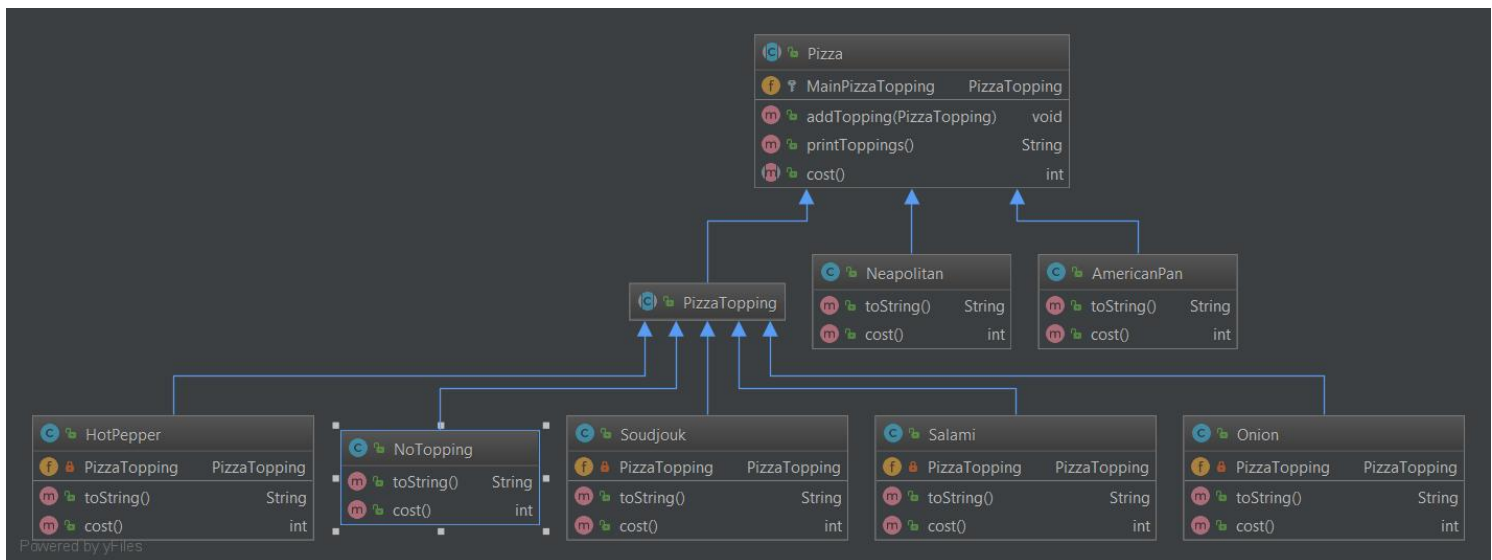 Pizza
MainPizzaTopping PizzaTopping
addTopping(PizzaTopping) void
printToppings() String
cost() int
PizzaTopping
Neapolitan
toString() String
cost() int
AmericanPan
toString() String
cost() int
HotPepper
PizzaTopping PizzaTopping
toString() String
cost() int
NoTopping
toString() String
cost() int
Soudjouk
PizzaTopping PizzaTopping
toString() String
cost() int
Salami
PizzaTopping PizzaTopping
toString() String
cost() int
Onion
PizzaTopping PizzaTopping
toString() String
cost() int
Powered by yFiles